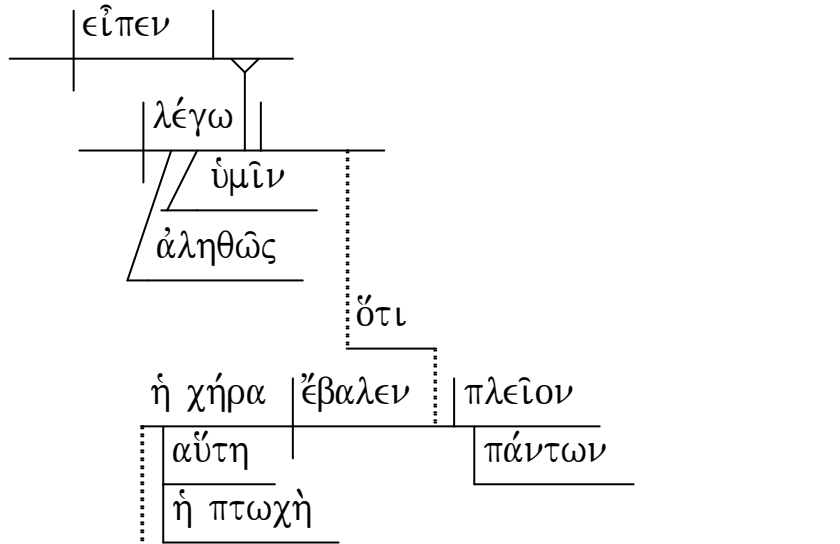 εἶπεν
λέγω
ὑμῖν
ἀληθῶς
ὅτι
ἡ χήρα ἔβαλεν πλεῖον
αὕτη πάντων
ἡ πτωχὴ